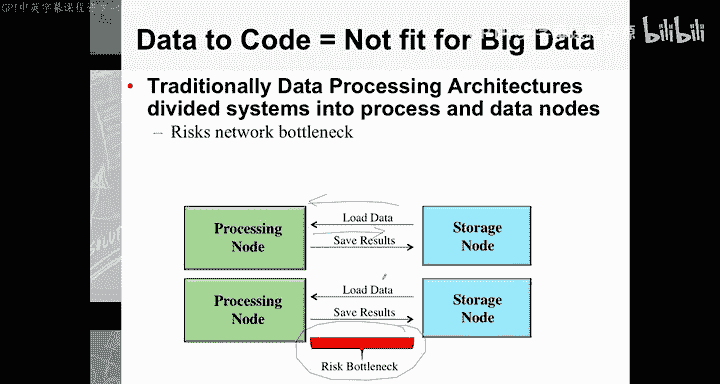 Data to Code = Not fit for Big Data
bilibili
• Traditionally Data Processing Architectures
divided systems into process and data nodes
– Risks network bottleneck
Processing
Node
Load Data
Save Results
Storage
Node
Processing
Node
Load Data
Save Results
Storage
Node
Risk Bottleneck